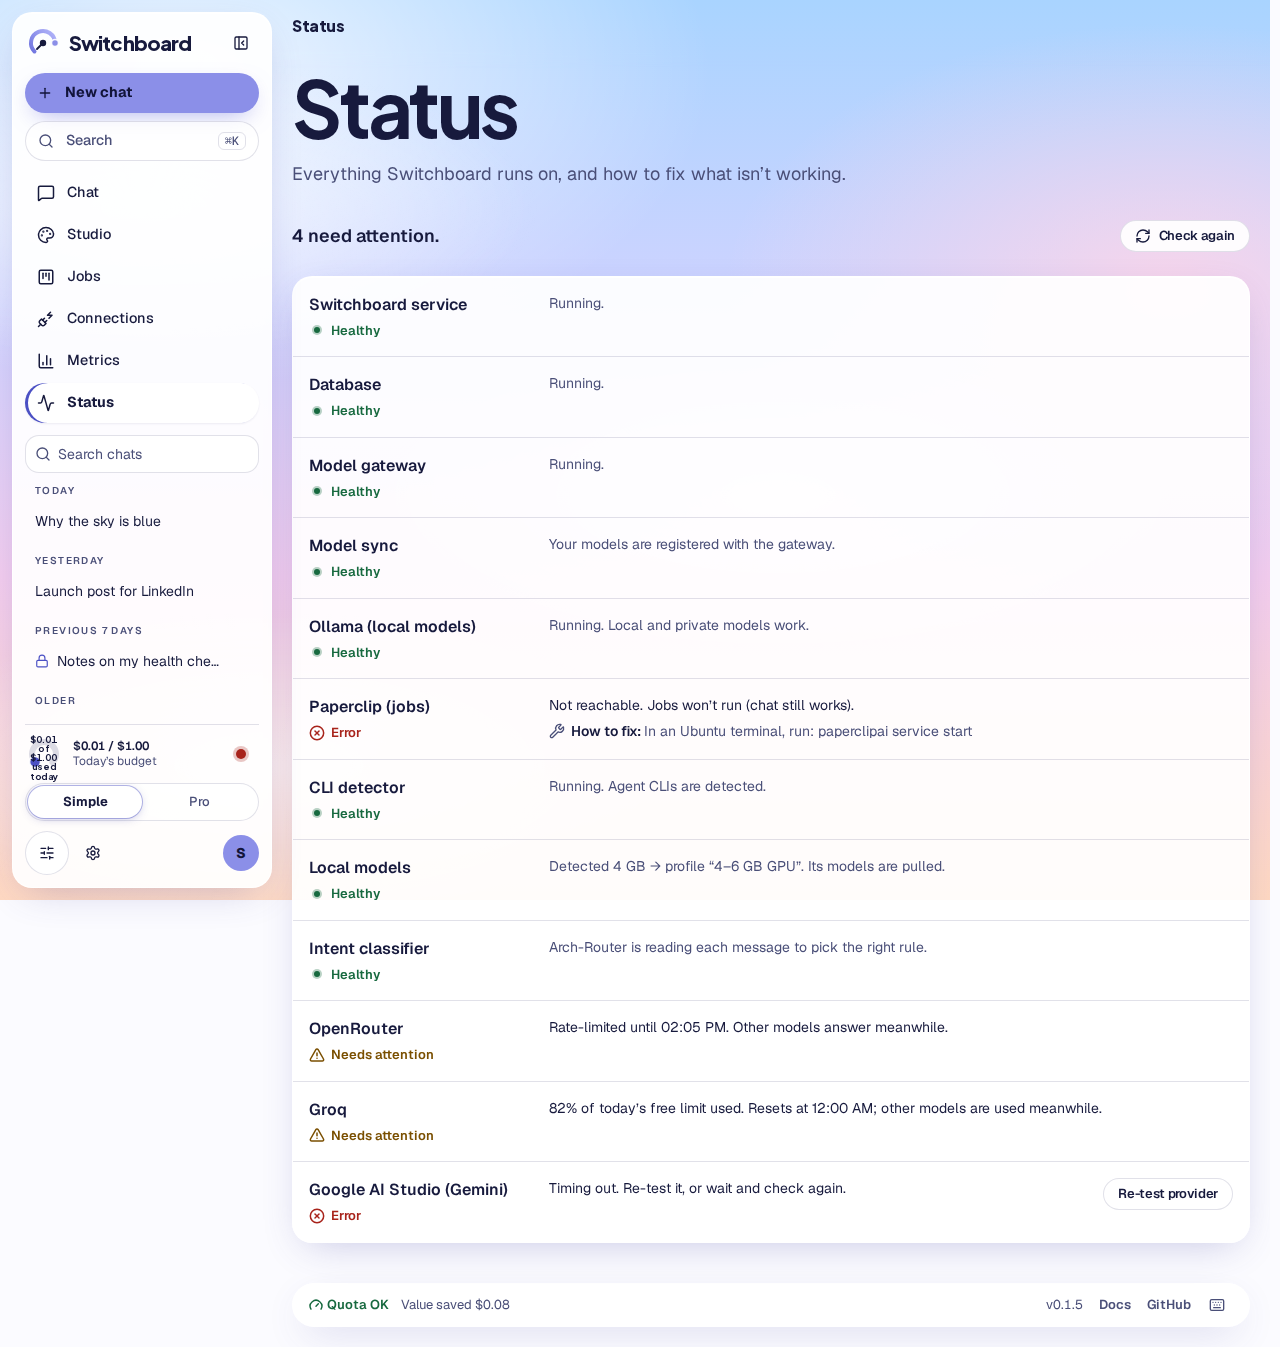 Switchboard
New chat
Search
⌘K
Chat
Studio
Jobs
Connections
Metrics
Status
Search chats
TODAY
Why the sky is blue
YESTERDAY
Launch post for LinkedIn
PREVIOUS 7 DAYS
Notes on my health che…
OLDER
$0.01
of
$1.00
used
today
$0.01 / $1.00
Today's budget
Simple
Pro
S
Status
Status
Everything Switchboard runs on, and how to fix what isn’t working.
4 need attention.
Check again
Switchboard service
Healthy
Running.
Database
Healthy
Running.
Model gateway
Healthy
Running.
Model sync
Healthy
Your models are registered with the gateway.
Ollama (local models)
Healthy
Running. Local and private models work.
Paperclip (jobs)
Error
Not reachable. Jobs won’t run (chat still works).
How to fix: In an Ubuntu terminal, run: paperclipai service start
CLI detector
Healthy
Running. Agent CLIs are detected.
Local models
Healthy
Detected 4 GB → profile “4–6 GB GPU”. Its models are pulled.
Intent classifier
Healthy
Arch-Router is reading each message to pick the right rule.
OpenRouter
Needs attention
Rate-limited until 02:05 PM. Other models answer meanwhile.
Groq
Needs attention
82% of today’s free limit used. Resets at 12:00 AM; other models are used meanwhile.
Google AI Studio (Gemini)
Error
Timing out. Re-test it, or wait and check again.
Re-test provider
Quota OK
Value saved $0.08
v0.1.5
Docs
GitHub